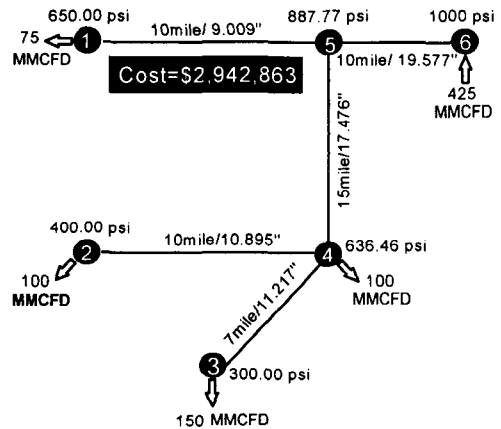 650.00 psi
887.77 psi
1000 psi
75
MMCFD
1
10mile/ 9.009"
5
10mile/ 19.577"
6
Cost=$2,942,863
425
MMCFD
15mile/17.476"
400.00 psi
2
10mile/10.895"
4
636.46 psi
100
MMCFD
100
MMCFD
7mile/11.217"
3
300.00 psi
150 MMCFD